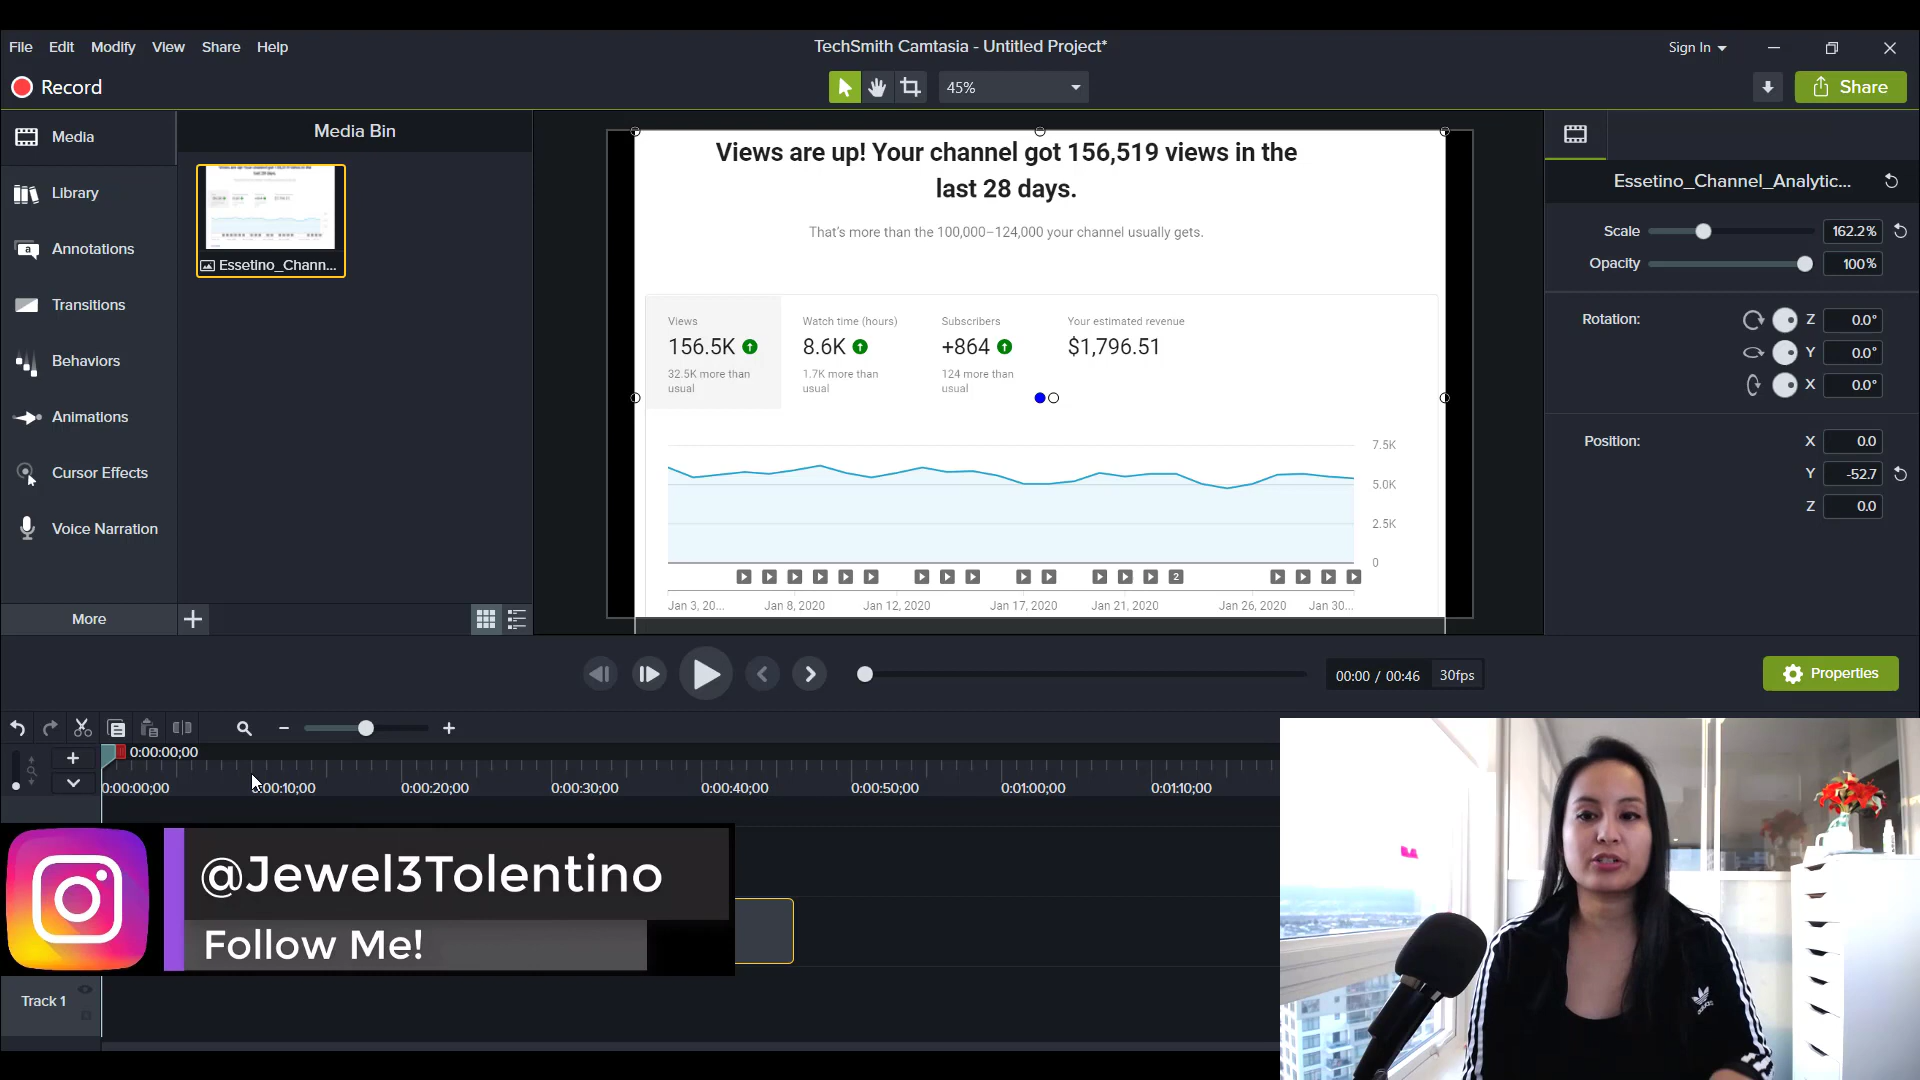 File Edit Modify View Share Help
TechSmith Camtasia - Untitled Project*
Sign In
Record
45%
Share
Media
Library
Annotations
Transitions
Behaviors
Animations
Cursor Effects
Voice Narration
More
Media Bin
Essetino_Chann...
Views are up! Your channel got 156,519 views in the
last 28 days.
That's more than the 100,000–124,000 your channel usually gets.
Views
156.5K
32.5K more than
usual
Watch time (hours)
8.6K
1.7K more than
usual
Subscribers
+864
124 more than
usual
Your estimated revenue
$1,796.51
7.5K
5.0K
2.5K
0
2
Jan 3, 20... Jan 8, 2020 Jan 12, 2020 Jan 17, 2020 Jan 21, 2020 Jan 26, 2020 Jan 30...
Essetino_Channel_Analytic...
Scale 162.2%
Opacity 100%
Rotation: Z 0.0°
Y 0.0°
X 0.0°
Position: X 0.0
Y -52.7
Z 0.0
00:00 / 00:46 30fps
Properties
0:00:00;00
0:00:00;00 0:00:10;00 0:00:20;00 0:00:30;00 0:00:40;00 0:00:50;00 0:01:00;00 0:01:10;00
@Jewel3Tolentino
Follow Me!
Track 1
adidas